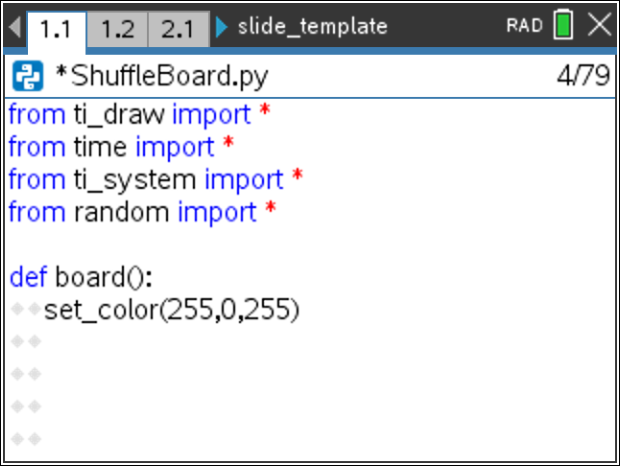 1.1 1.2 2.1 slide_template RAD
*ShuffleBoard.py 4/79
from ti_draw import *
from time import *
from ti_system import *
from random import *
def board():
set_color(255,0,255)